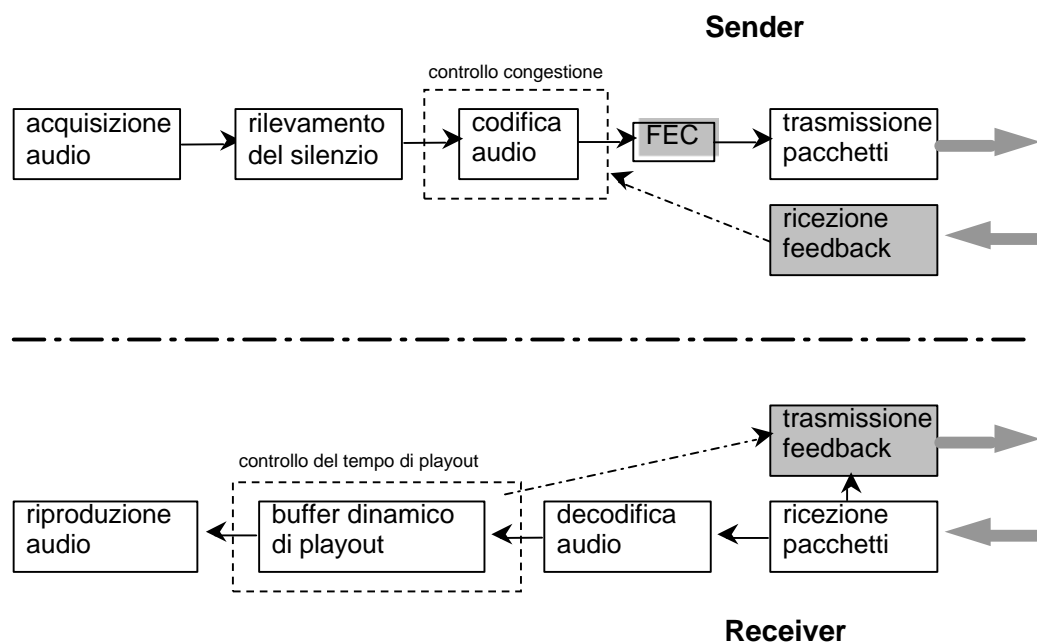 Sender
controllo congestione
acquisizione
audio
rilevamento
del silenzio
codifica
audio
FEC
trasmissione
pacchetti
ricezione
feedback
trasmissione
feedback
controllo del tempo di playout
riproduzione
audio
buffer dinamico
di playout
decodifica
audio
ricezione
pacchetti
Receiver